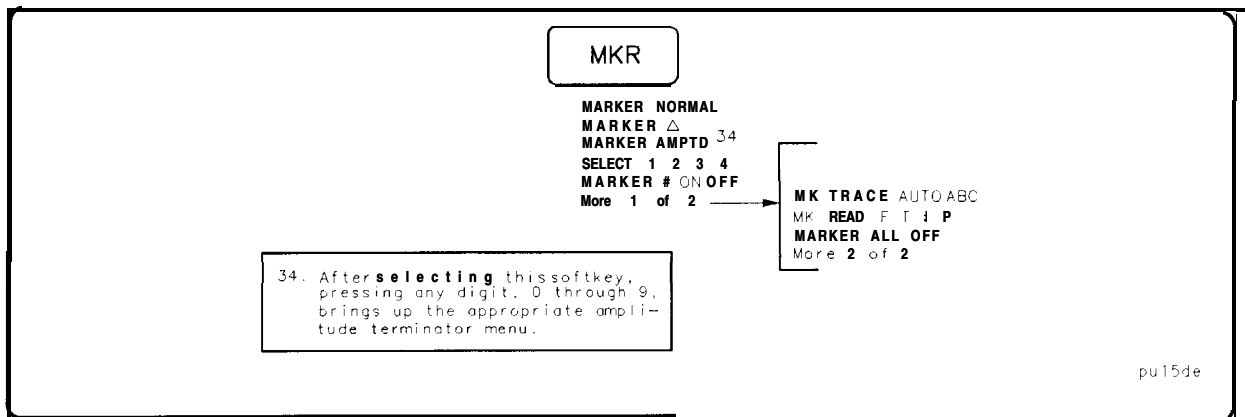 MKR
MARKER NORMAL
MARKER △
MARKER AMPTD 34
SELECT 1 2 3 4
MARKER # ON OFF
More 1 of 2
MK TRACE AUTO ABC
MK READ F T P
MARKER ALL OFF
More 2 of 2
34. After selecting this softkey,
pressing any digit, 0 through 9,
brings up the appropriate ampli-
tude terminator menu.
pu15de